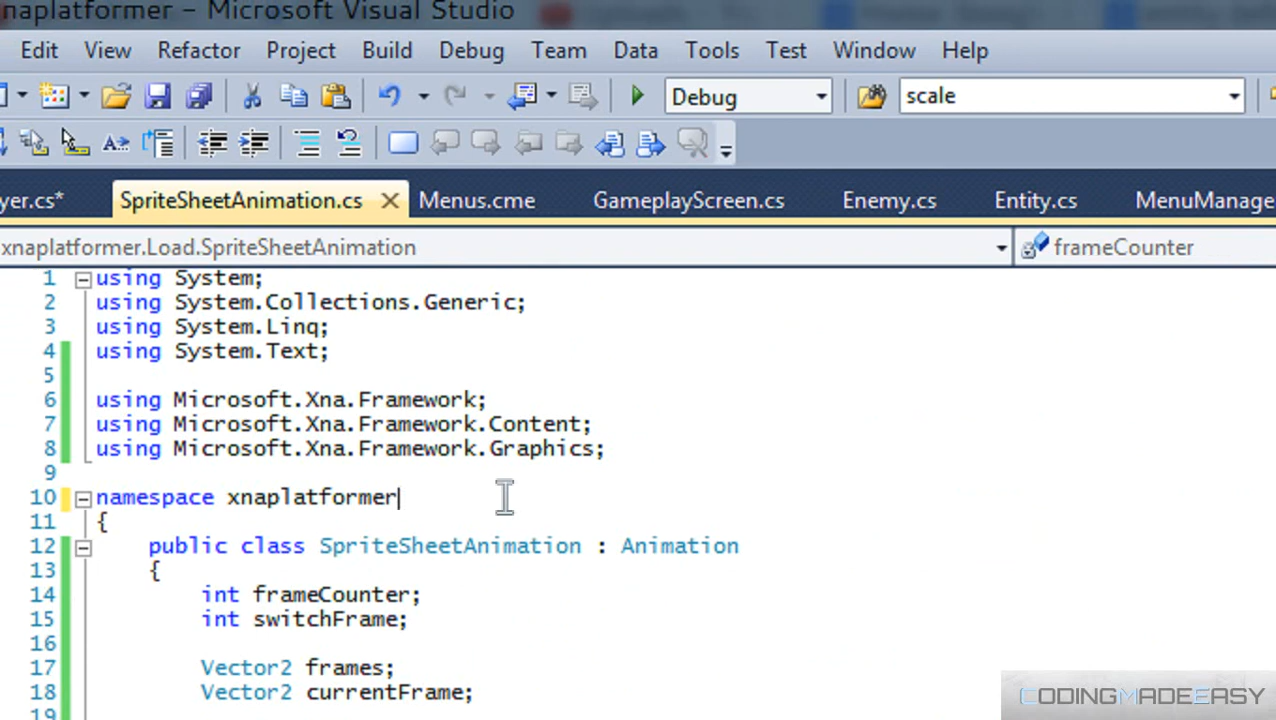 naplatformer – Microsoft Visual Studio
Edit View Refactor Project Build Debug Team Data Tools Test Window Help
Debug scale
yer.cs* SpriteSheetAnimation.cs Menus.cme GameplayScreen.cs Enemy.cs Entity.cs MenuManage
xnaplatformer.Load.SpriteSheetAnimation frameCounter
1 using System;
2 using System.Collections.Generic;
3 using System.Linq;
4 using System.Text;
5
6 using Microsoft.Xna.Framework;
7 using Microsoft.Xna.Framework.Content;
8 using Microsoft.Xna.Framework.Graphics;
9
10 namespace xnaplatformer
11 {
12 public class SpriteSheetAnimation : Animation
13 {
14 int frameCounter;
15 int switchFrame;
16
17 Vector2 frames;
18 Vector2 currentFrame;
19
CODINGMADEEASY